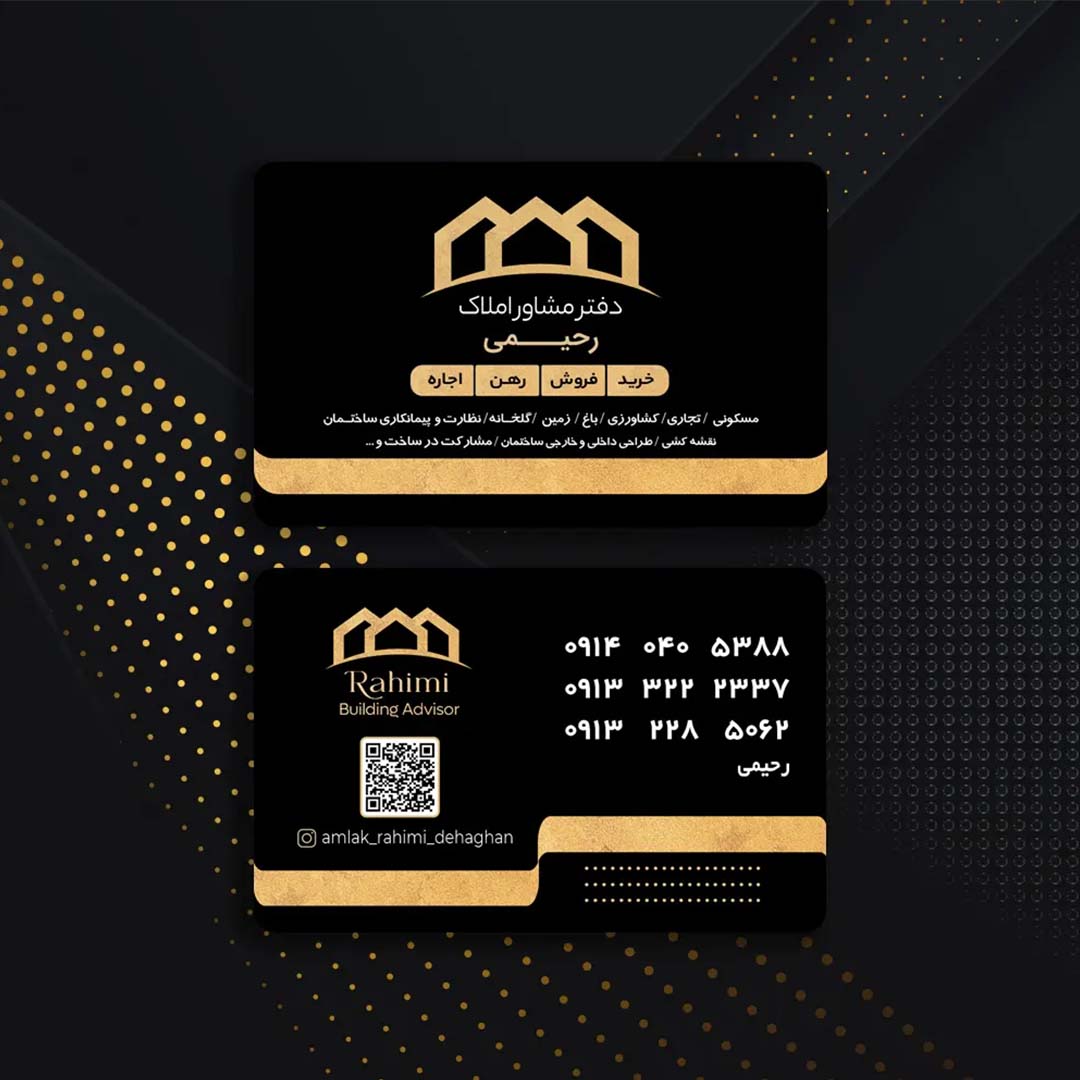 دفتر مشاور املاک
رحیـــــمی
خرید فروش رهـن اجاره
مسکونی / تجاری / کشاورزی / باغ / زمین / گلخـانه / نظارت و پیمانکاری ساختـمان
نقشه کشی / طراحی داخلی و خارجی ساختمان / مشارکت در ساخت و ...
Rahimi
Building Advisor
amlak_rahimi_dehaghan
۰۹۱۴ ۰۴۰ ۵۳۸۸
۰۹۱۳ ۳۲۲ ۲۳۳۷
۰۹۱۳ ۲۲۸ ۵۰۶۲
رحیمی